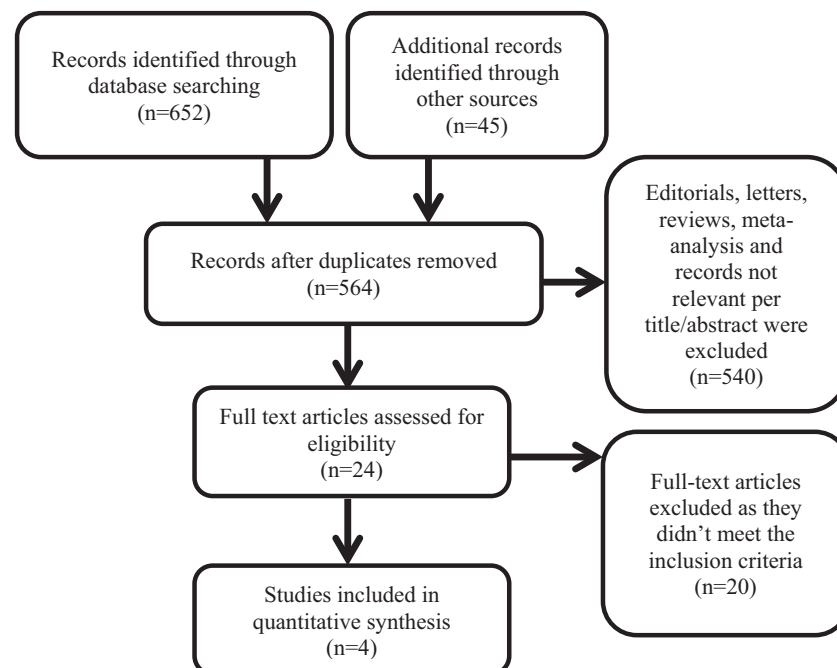 Records identified through
database searching
(n=652)
Additional records
identified through
other sources
(n=45)
Records after duplicates removed
(n=564)
Editorials, letters,
reviews, meta-
analysis and
records not
relevant per
title/abstract were
excluded
(n=540)
Full text articles assessed for
eligibility
(n=24)
Full-text articles
excluded as they
didn’t meet the
inclusion criteria
(n=20)
Studies included in
quantitative synthesis
(n=4)